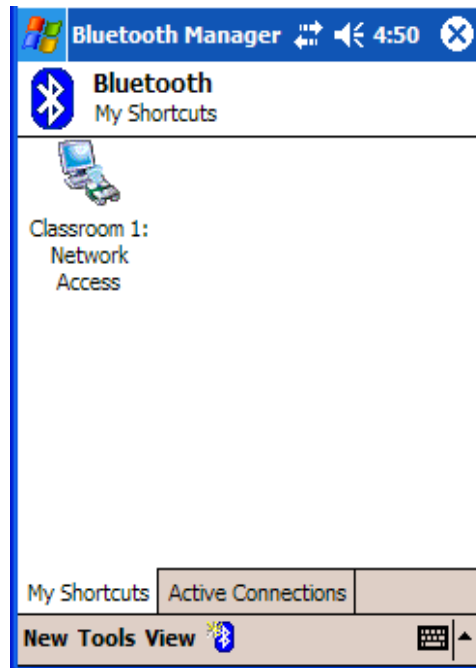 Bluetooth Manager 4:50
Bluetooth
My Shortcuts
Classroom 1:
Network
Access
My Shortcuts Active Connections
New Tools View